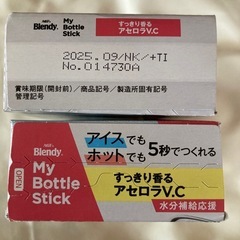 AGF
Blendy
My
Bottle
Stick
すっきり香る
アセロラV.C
2025.09/NK/+TI
No.014730A
賞味期限(開封前)/商品記号/製造所固有記号
管理記号
AGF
Blendy
My
Bottle
Stick
OPEN
アイスでも
ホットでも
5秒でつくれる
すっきり香る
アセロラV.C
水分補給応援